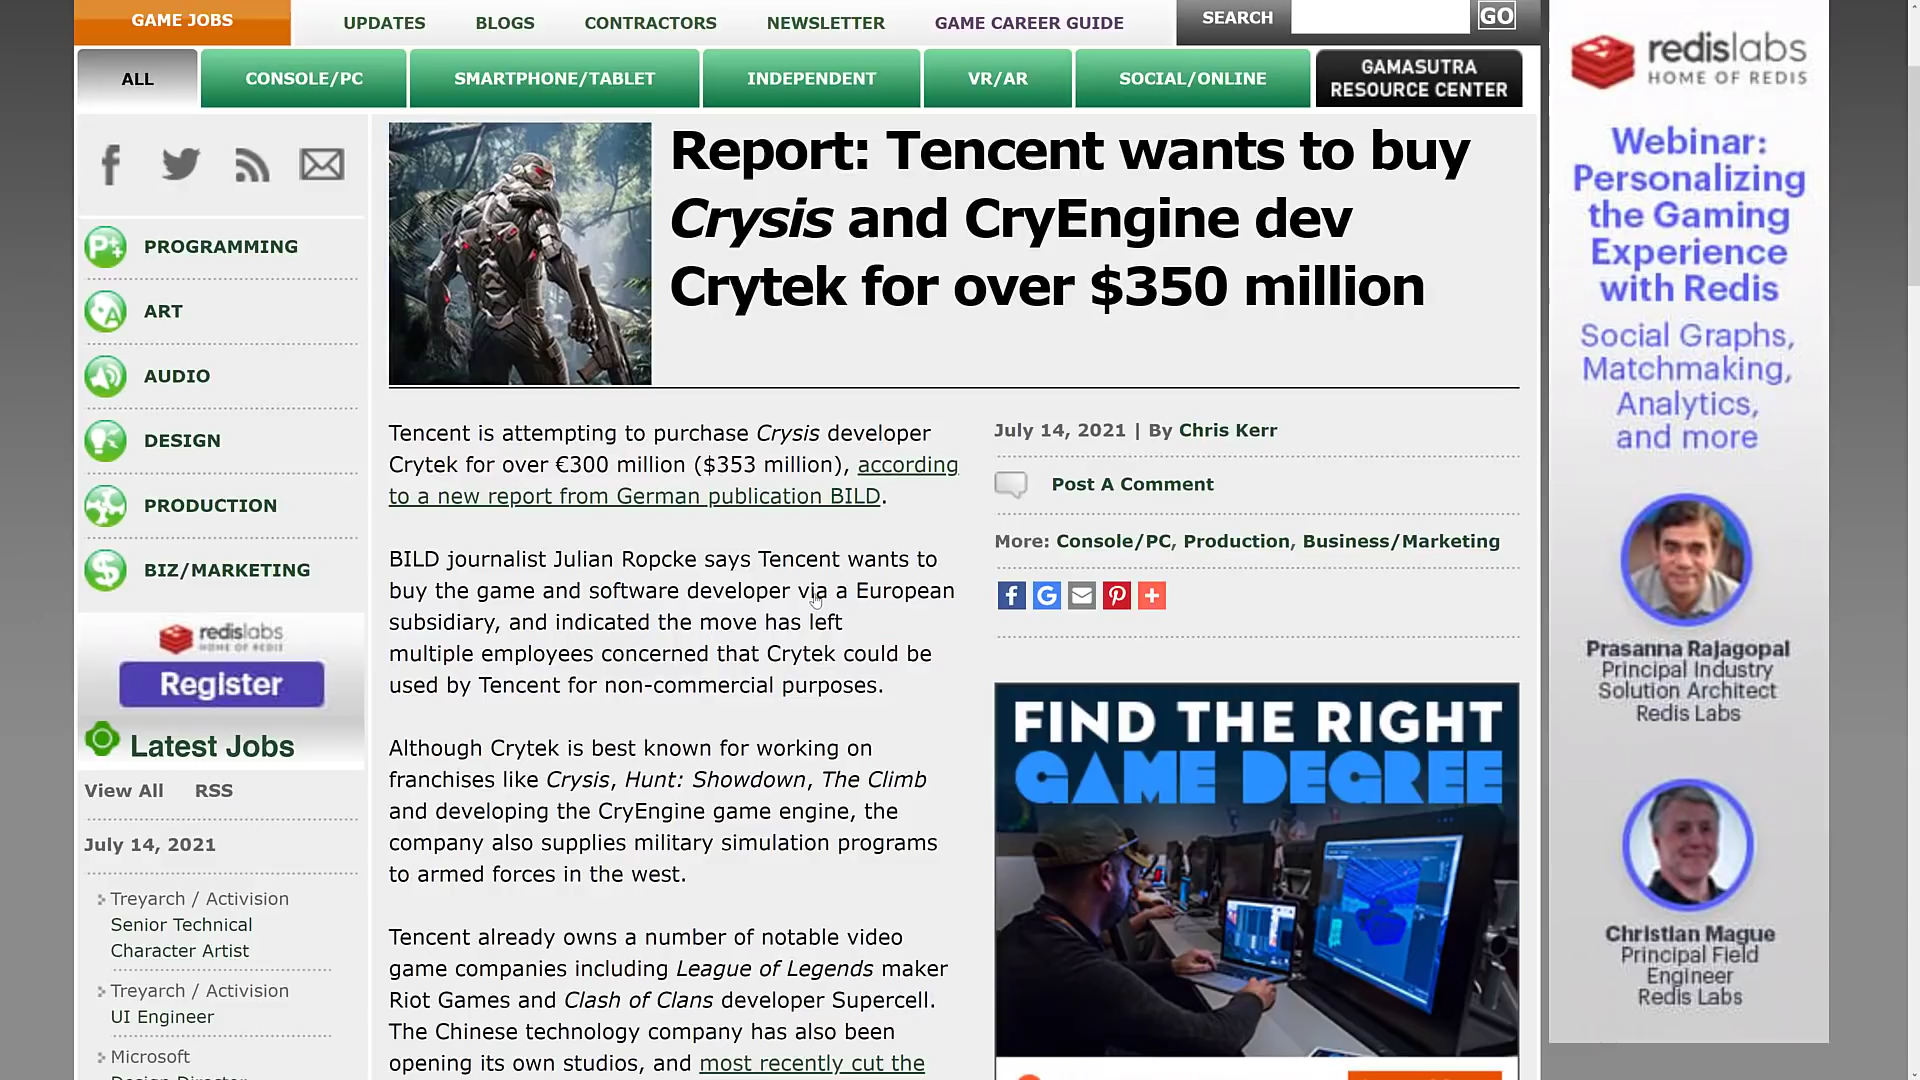 GAME JOBS
UPDATES
BLOGS
CONTRACTORS
NEWSLETTER
GAME CAREER GUIDE
SEARCH
GO
ALL
CONSOLE/PC
SMARTPHONE/TABLET
INDEPENDENT
VR/AR
SOCIAL/ONLINE
GAMASUTRA
RESOURCE CENTER
PROGRAMMING
ART
AUDIO
DESIGN
PRODUCTION
BIZ/MARKETING
redislabs
HOME OF REDIS
Register
Latest Jobs
View All
RSS
July 14, 2021
Treyarch / Activision
Senior Technical
Character Artist
Treyarch / Activision
UI Engineer
Microsoft
Report: Tencent wants to buy
Crysis and CryEngine dev
Crytek for over $350 million
Tencent is attempting to purchase Crysis developer
Crytek for over €300 million ($353 million), according
to a new report from German publication BILD.
BILD journalist Julian Ropcke says Tencent wants to
buy the game and software developer via a European
subsidiary, and indicated the move has left
multiple employees concerned that Crytek could be
used by Tencent for non-commercial purposes.
Although Crytek is best known for working on
franchises like Crysis, Hunt: Showdown, The Climb
and developing the CryEngine game engine, the
company also supplies military simulation programs
to armed forces in the west.
Tencent already owns a number of notable video
game companies including League of Legends maker
Riot Games and Clash of Clans developer Supercell.
The Chinese technology company has also been
opening its own studios, and most recently cut the
July 14, 2021 | By Chris Kerr
Post A Comment
More: Console/PC, Production, Business/Marketing
FIND THE RIGHT
GAME DEGREE
redislabs
HOME OF REDIS
Webinar:
Personalizing
the Gaming
Experience
with Redis
Social Graphs,
Matchmaking,
Analytics,
and more
Prasanna Rajagopal
Principal Industry
Solution Architect
Redis Labs
Christian Mague
Principal Field
Engineer
Redis Labs